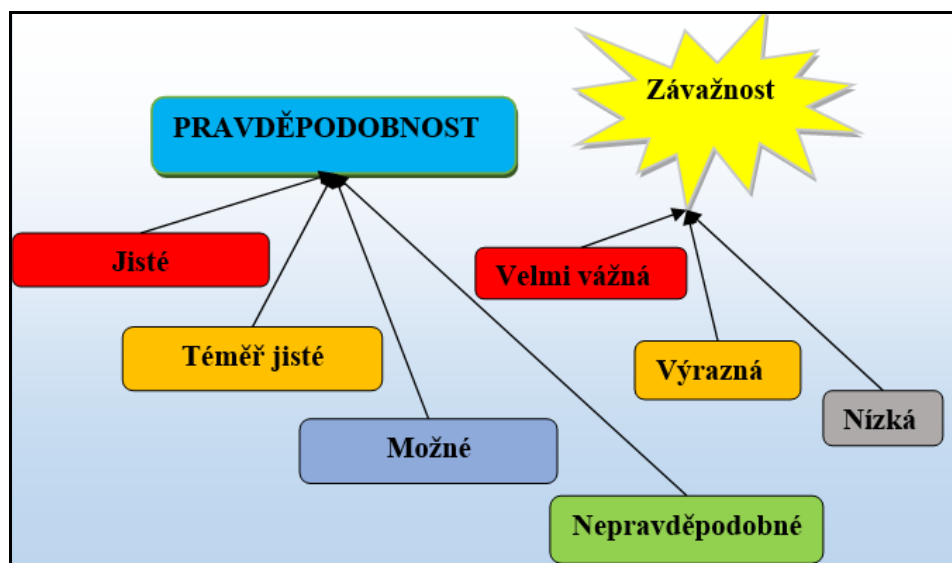 Závažnost
PRAVDĚPODOBNOST
Jisté
Velmi vážná
Téměř jisté
Výrazná
Nízká
Možné
Nepravděpodobné